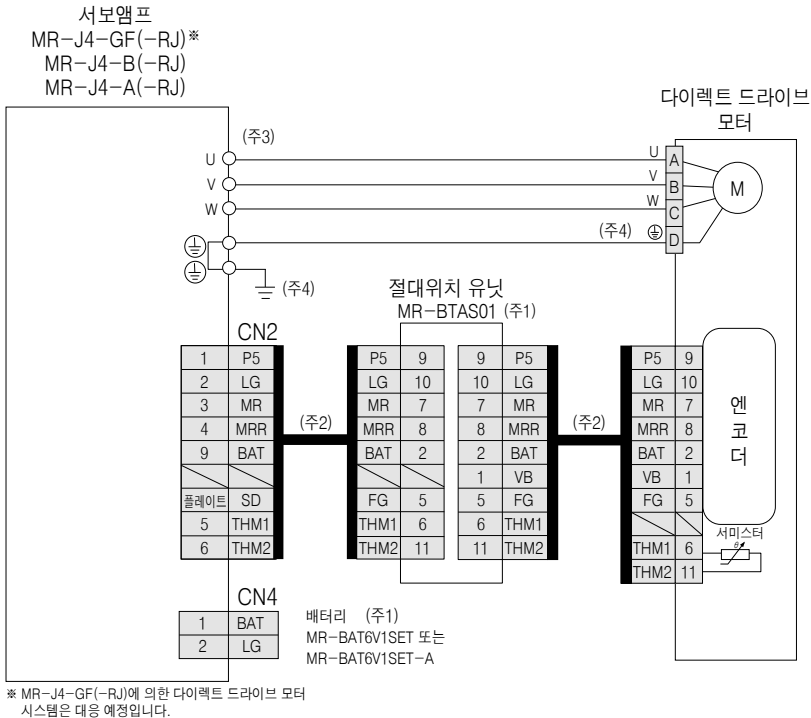 서보앰프
MR-J4-GF(-RJ)※
MR-J4-B(-RJ)
MR-J4-A(-RJ)
다이렉트 드라이브
모터
(주3)
U
V
W
U A
V B
W C
(주4) D
M
(주4)
절대위치 유닛
MR-BTAS01 (주1)
CN2
1 P5
2 LG
3 MR
4 MRR
9 BAT
플레이트 SD
5 THM1
6 THM2
(주2)
P5 9
LG 10
MR 7
MRR 8
BAT 2
FG 5
THM1 6
THM2 11
9 P5
10 LG
7 MR
8 MRR
2 BAT
1 VB
5 FG
6 THM1
11 THM2
(주2)
P5 9
LG 10
MR 7
MRR 8
BAT 2
VB 1
FG 5
THM1 6
THM2 11
엔
코
더
서미스터
θ
CN4
1 BAT
2 LG
배터리 (주1)
MR-BAT6V1SET 또는
MR-BAT6V1SET-A
※ MR-J4-GF(-RJ)에 의한 다이렉트 드라이브 모터
시스템은 대응 예정입니다.